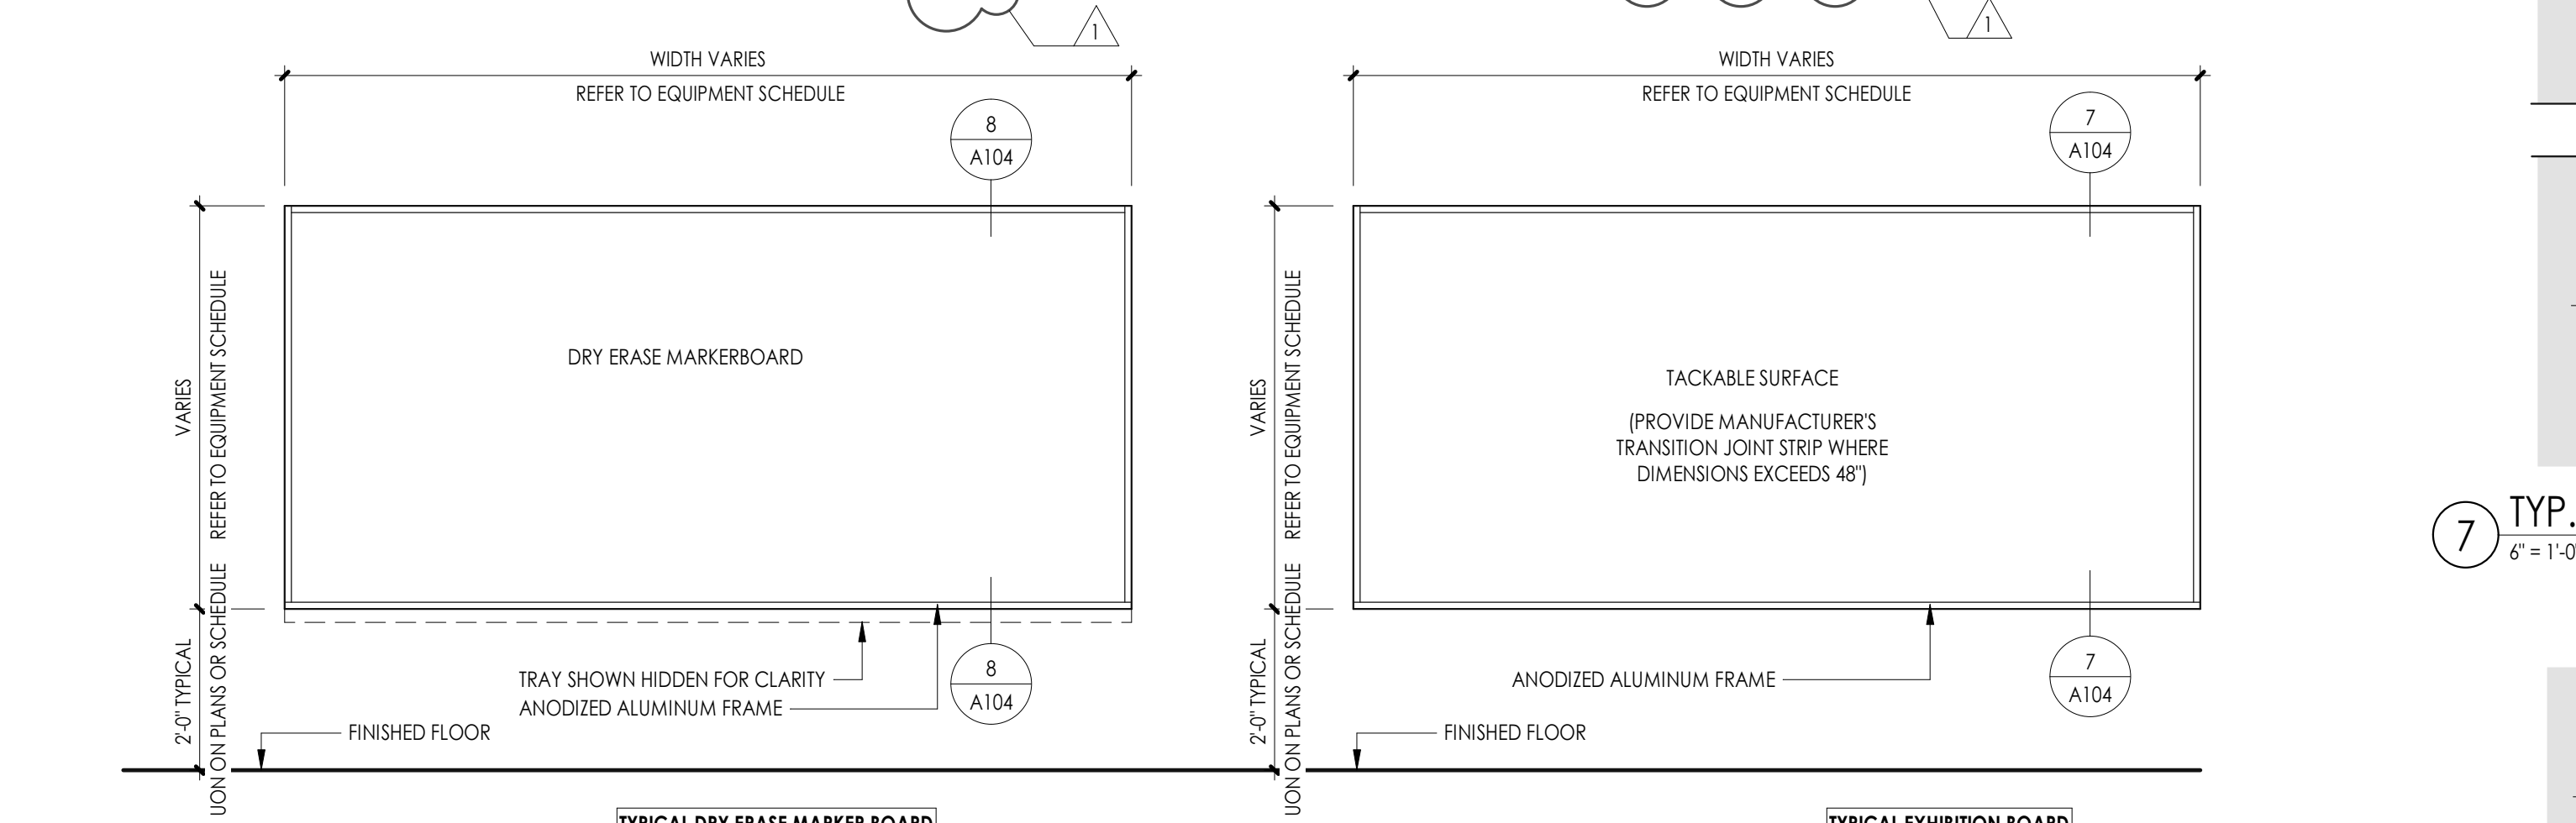 1
WIDTH VARIES
REFER TO EQUIPMENT SCHEDULE
8
A104
VARIES
REFER TO EQUIPMENT SCHEDULE
DRY ERASE MARKERBOARD
2'-0" TYPICAL
UON ON PLANS OR SCHEDULE
TRAY SHOWN HIDDEN FOR CLARITY
ANODIZED ALUMINUM FRAME
8
A104
FINISHED FLOOR
TYPICAL DRY ERASE MARKER BOARD
1
WIDTH VARIES
REFER TO EQUIPMENT SCHEDULE
7
A104
VARIES
REFER TO EQUIPMENT SCHEDULE
TACKABLE SURFACE
(PROVIDE MANUFACTURER'S
TRANSITION JOINT STRIP WHERE
DIMENSIONS EXCEEDS 48")
2'-0" TYPICAL
UON ON PLANS OR SCHEDULE
ANODIZED ALUMINUM FRAME
7
A104
FINISHED FLOOR
TYPICAL EXHIBITION BOARD
7
TYP.
6" = 1'-0"